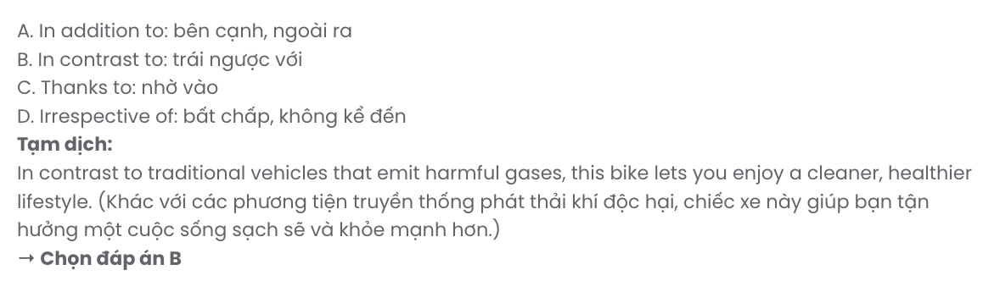 A. In addition to: bên cạnh, ngoài ra
B. In contrast to: trái ngược với
C. Thanks to: nhờ vào
D. Irrespective of: bất chấp, không kể đến
Tạm dịch:
In contrast to traditional vehicles that emit harmful gases, this bike lets you enjoy a cleaner, healthier
lifestyle. (Khác với các phương tiện truyền thống phát thải khí độc hại, chiếc xe này giúp bạn tận
hưởng một cuộc sống sạch sẽ và khỏe mạnh hơn.)
→ Chọn đáp án B